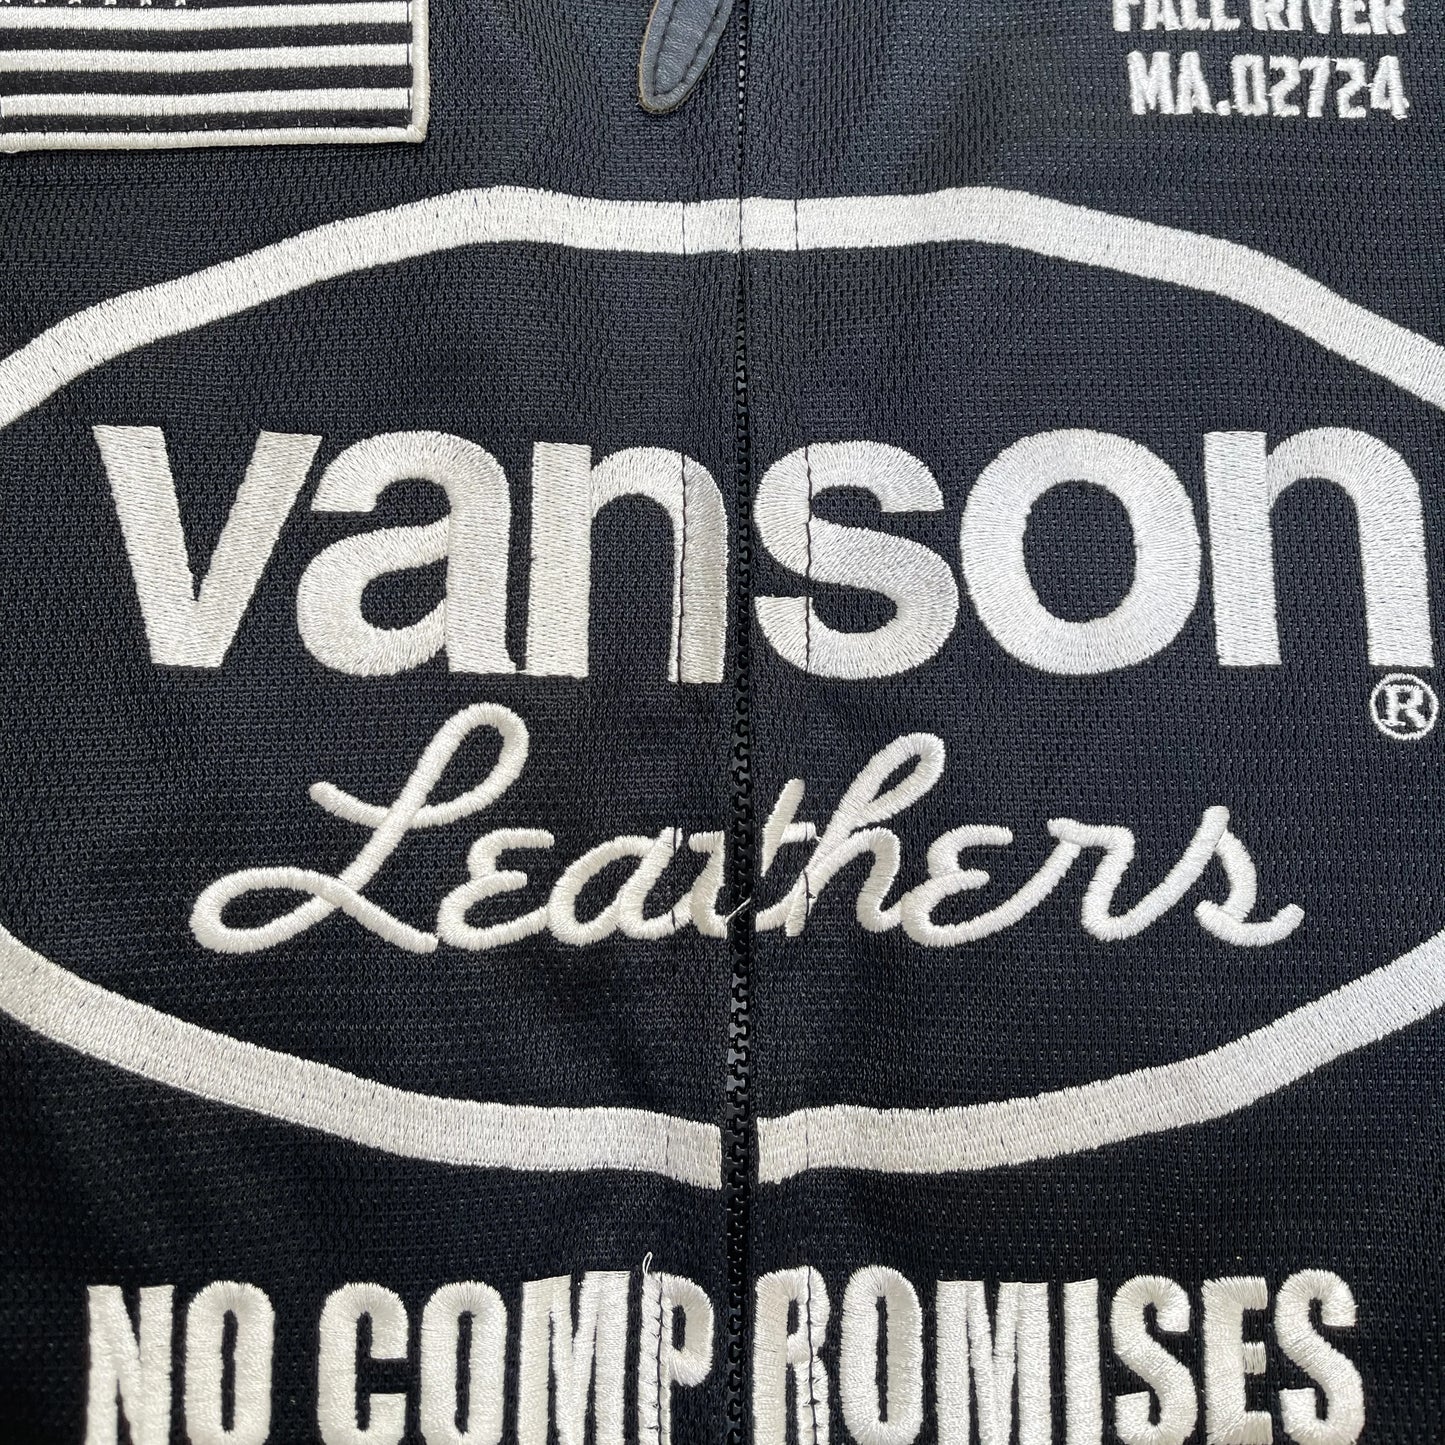 FALL RIVER
MA.02724
vanson
®
Leathers
NO COMPROMISES